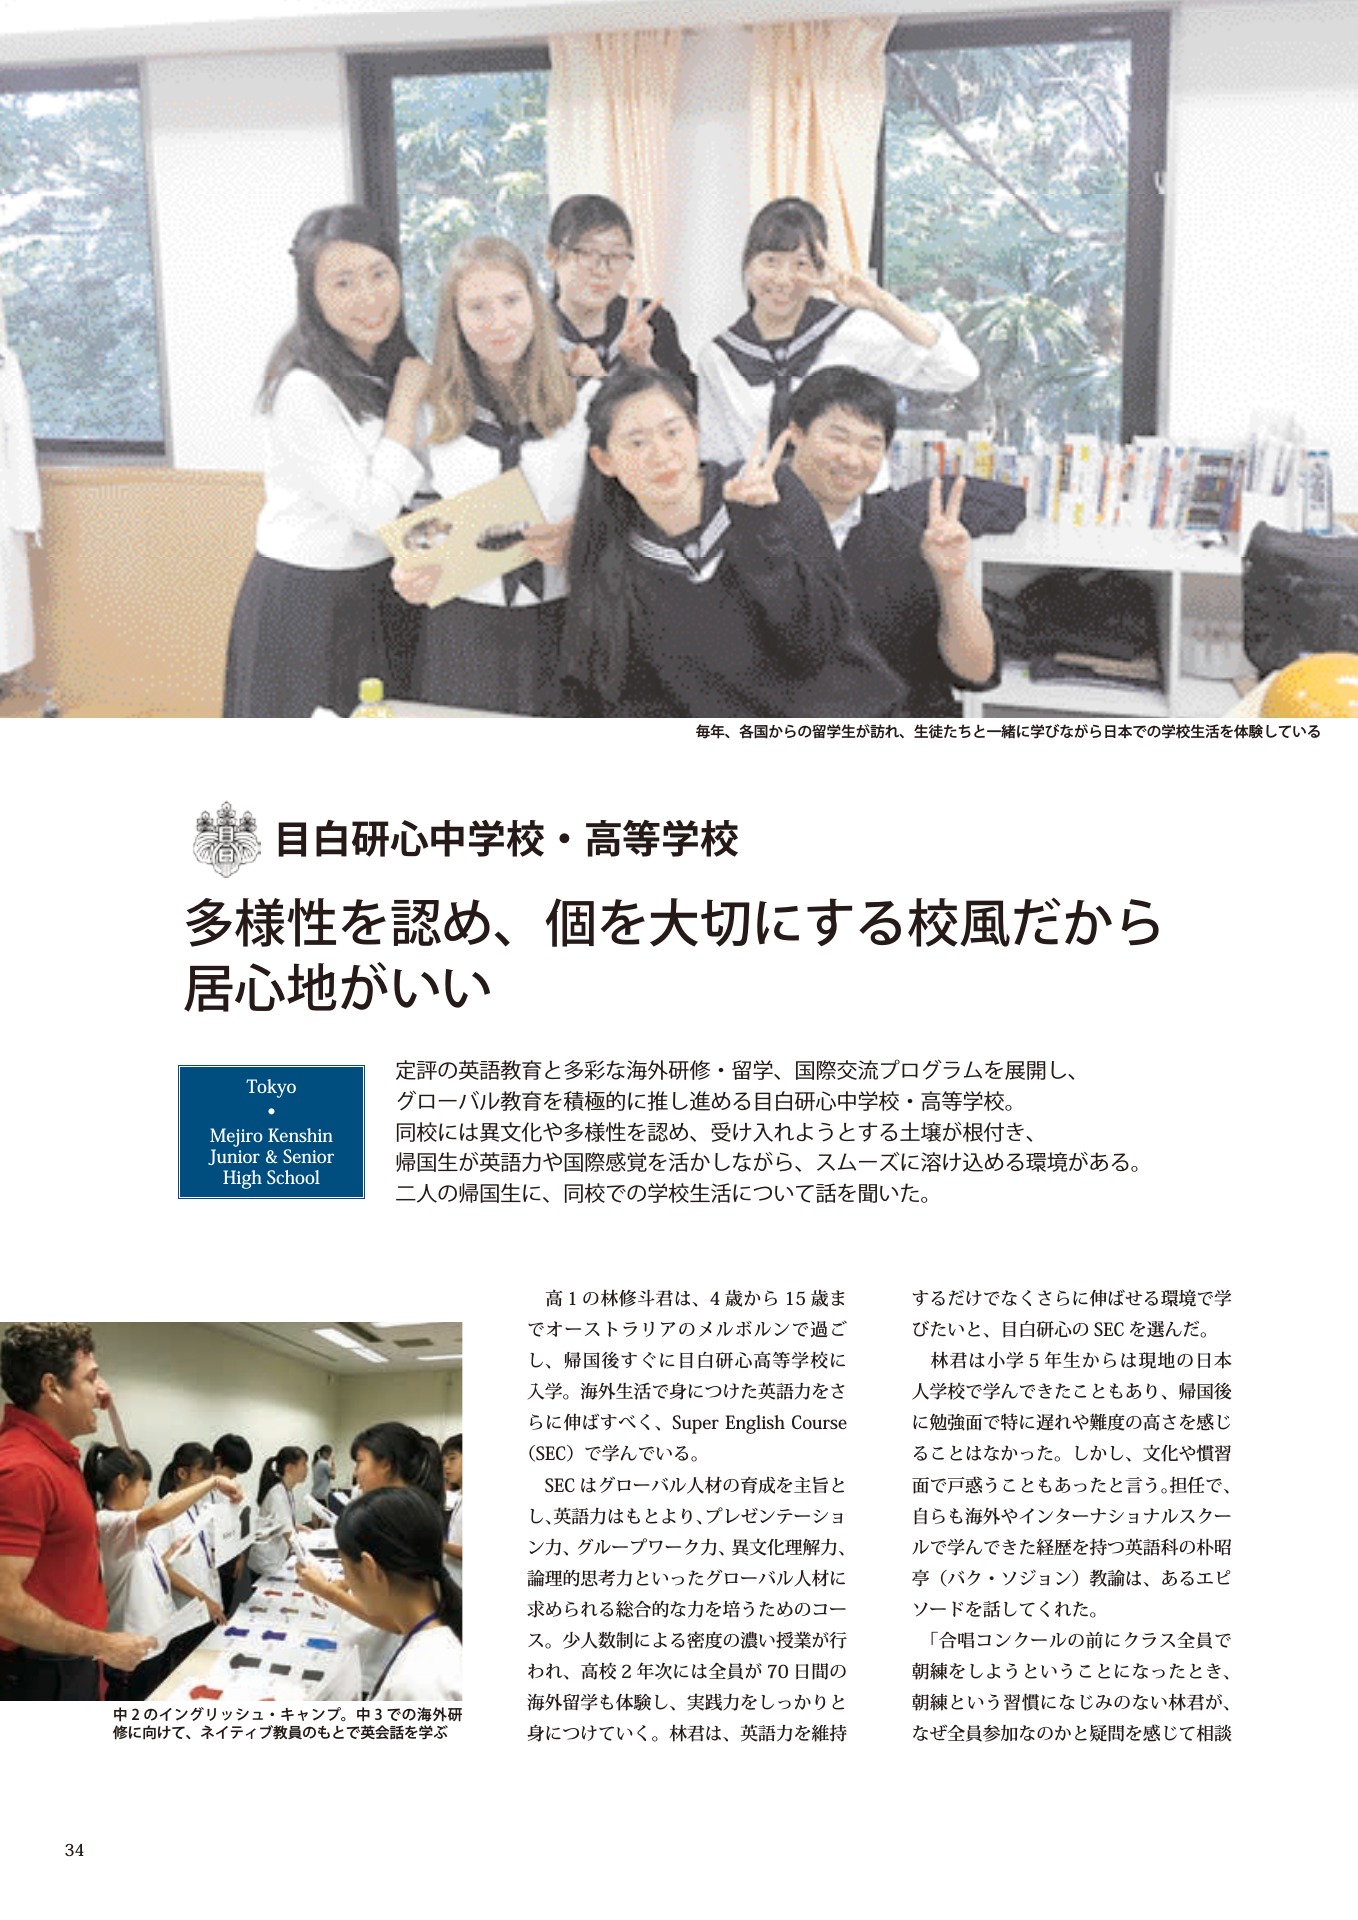 毎年、各国からの留学生が訪れ、生徒たちと一緒に学びながら日本での学校生活を体験している
目白研心中学校・高等学校
多様性を認め、個を大切にする校風だから
居心地がいい
Tokyo
•
Mejiro Kenshin
Junior & Senior
High School
定評の英語教育と多彩な海外研修・留学、国際交流プログラムを展開し、
グローバル教育を積極的に推し進める目白研心中学校・高等学校。
同校には異文化や多様性を認め、受け入れようとする土壌が根付き、
帰国生が英語力や国際感覚を活かしながら、スムーズに溶け込める環境がある。
二人の帰国生に、同校での学校生活について話を聞いた。
中2のイングリッシュ・キャンプ。中3での海外研
修に向けて、ネイティブ教員のもとで英会話を学ぶ
高1の林修斗君は、4歳から15歳ま
でオーストラリアのメルボルンで過ご
し、帰国後すぐに目白研心高等学校に
入学。海外生活で身につけた英語力をさ
らに伸ばすべく、Super English Course
（SEC）で学んでいる。
SECはグローバル人材の育成を主旨と
し、英語力はもとより、プレゼンテーショ
ン力、グループワーク力、異文化理解力、
論理的思考力といったグローバル人材に
求められる総合的な力を培うためのコー
ス。少人数制による密度の濃い授業が行
われ、高校2年次には全員が70日間の
海外留学も体験し、実践力をしっかりと
身につけていく。林君は、英語力を維持
するだけでなくさらに伸ばせる環境で学
びたいと、目白研心のSECを選んだ。
林君は小学5年生からは現地の日本
人学校で学んできたこともあり、帰国後
に勉強面で特に遅れや難度の高さを感じ
ることはなかった。しかし、文化や慣習
面で戸惑うこともあったと言う。担任で、
自らも海外やインターナショナルスクー
ルで学んできた経歴を持つ英語科の朴昭
亭（バク・ソジョン）教諭は、あるエピ
ソードを話してくれた。
「合唱コンクールの前にクラス全員で
朝練をしようということになったとき、
朝練という習慣になじみのない林君が、
なぜ全員参加なのかと疑問を感じて相談
34